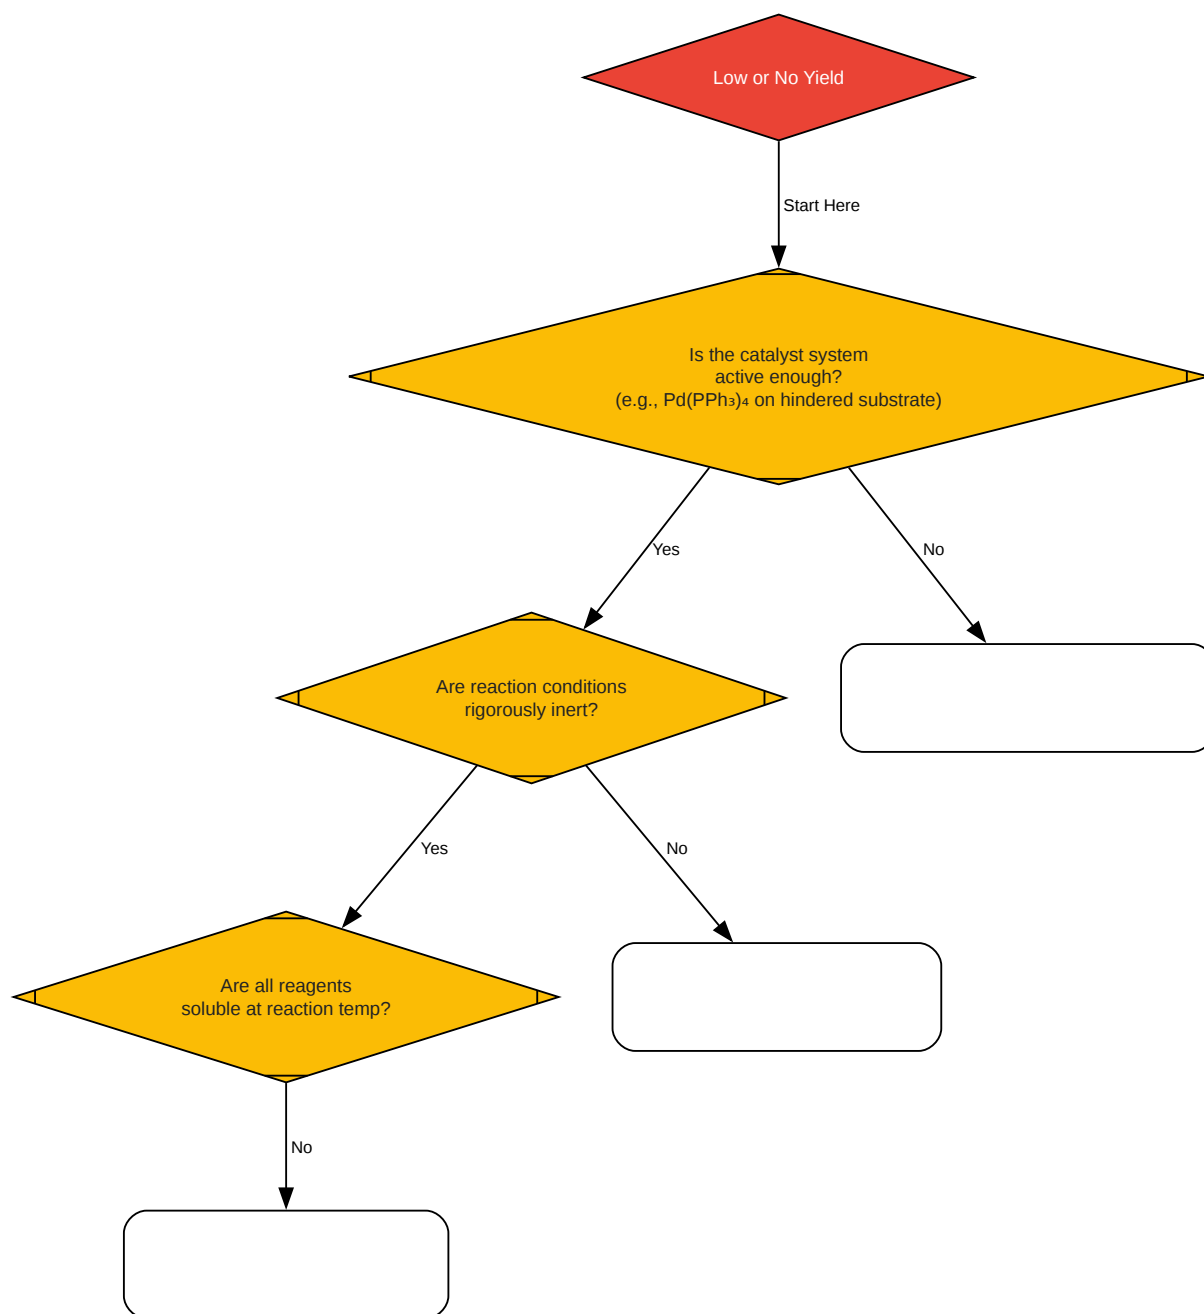 Low or No Yield
Start Here
Is the catalyst system
active enough?
(e.g., Pd(PPh₃)₄ on hindered substrate)
Yes
No
Are reaction conditions
rigorously inert?
Yes
No
Are all reagents
soluble at reaction temp?
No